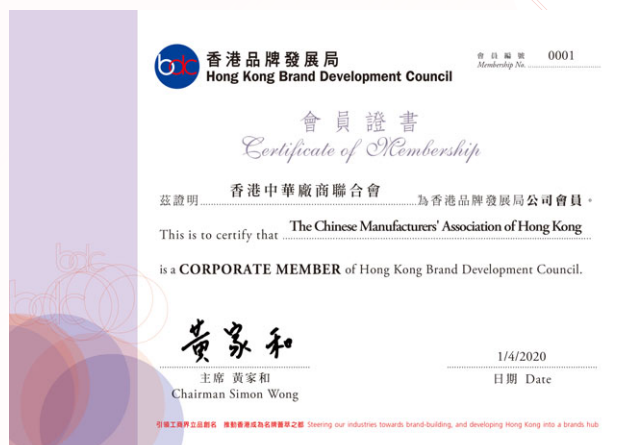 bdc
香港品牌發展局
Hong Kong Brand Development Council
會員編號 0001
Membership No.
會員證書
Certificate of Membership
茲證明 香港中華廠商聯合會 為香港品牌發展局公司會員。
This is to certify that The Chinese Manufacturers' Association of Hong Kong
is a CORPORATE MEMBER of Hong Kong Brand Development Council.
bdc
bdc
黃家和
主席 黃家和
Chairman Simon Wong
1/4/2020
日期 Date
引領工商界立品創名 推動香港成為名牌薈萃之都 Steering our industries towards brand-building, and developing Hong Kong into a brands hub